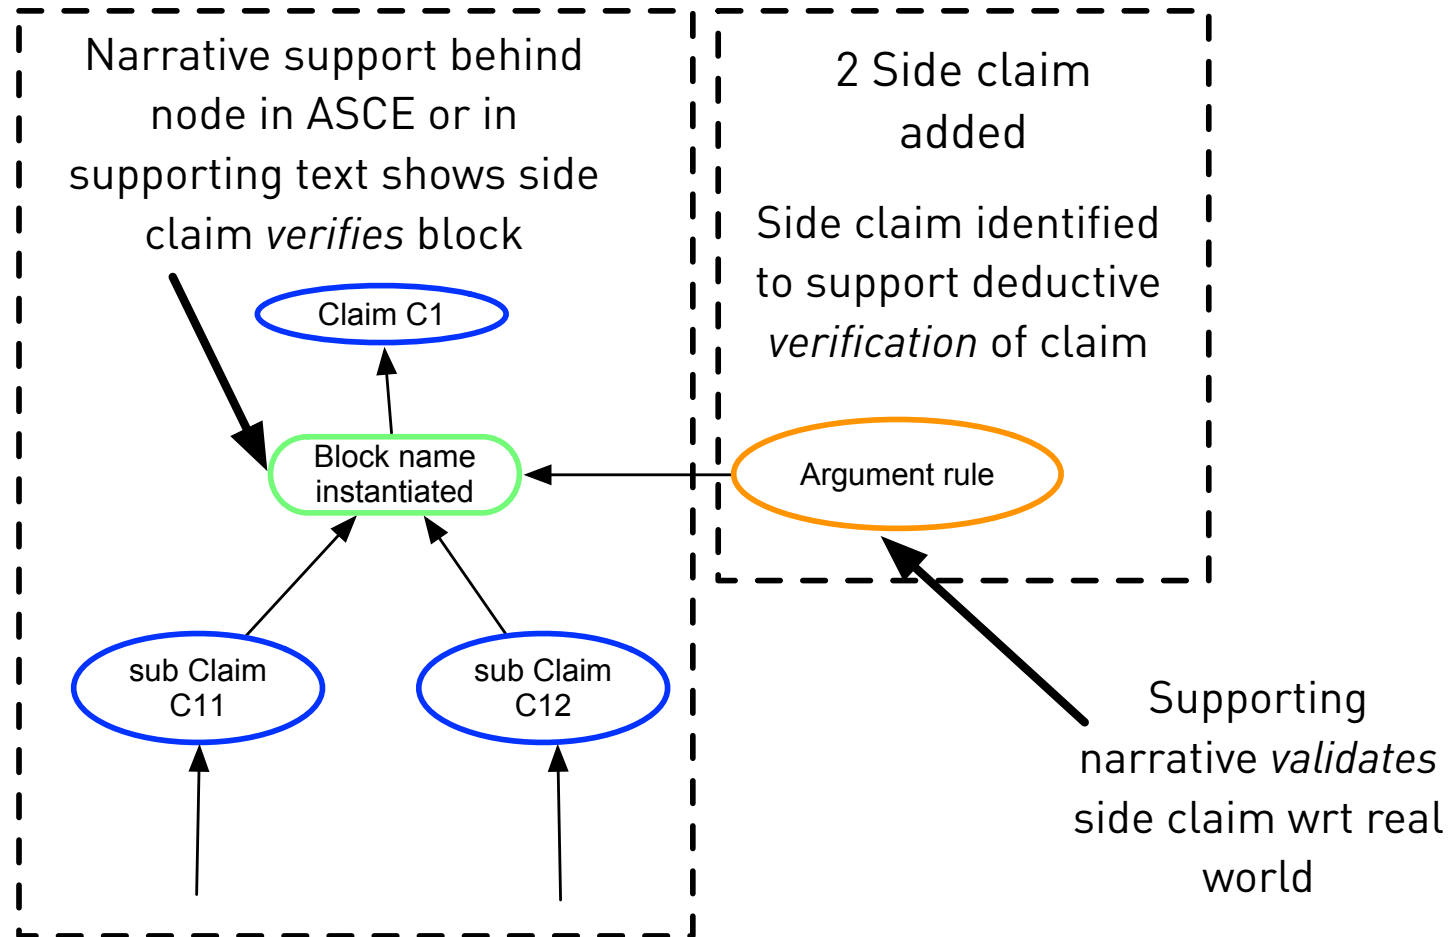 Narrative support behind
node in ASCE or in
supporting text shows side
claim verifies block
2 Side claim
added
Side claim identified
to support deductive
verification of claim
Claim C1
Block name
instantiated
Argument rule
sub Claim
C11
sub Claim
C12
Supporting
narrative validates
side claim wrt real
world